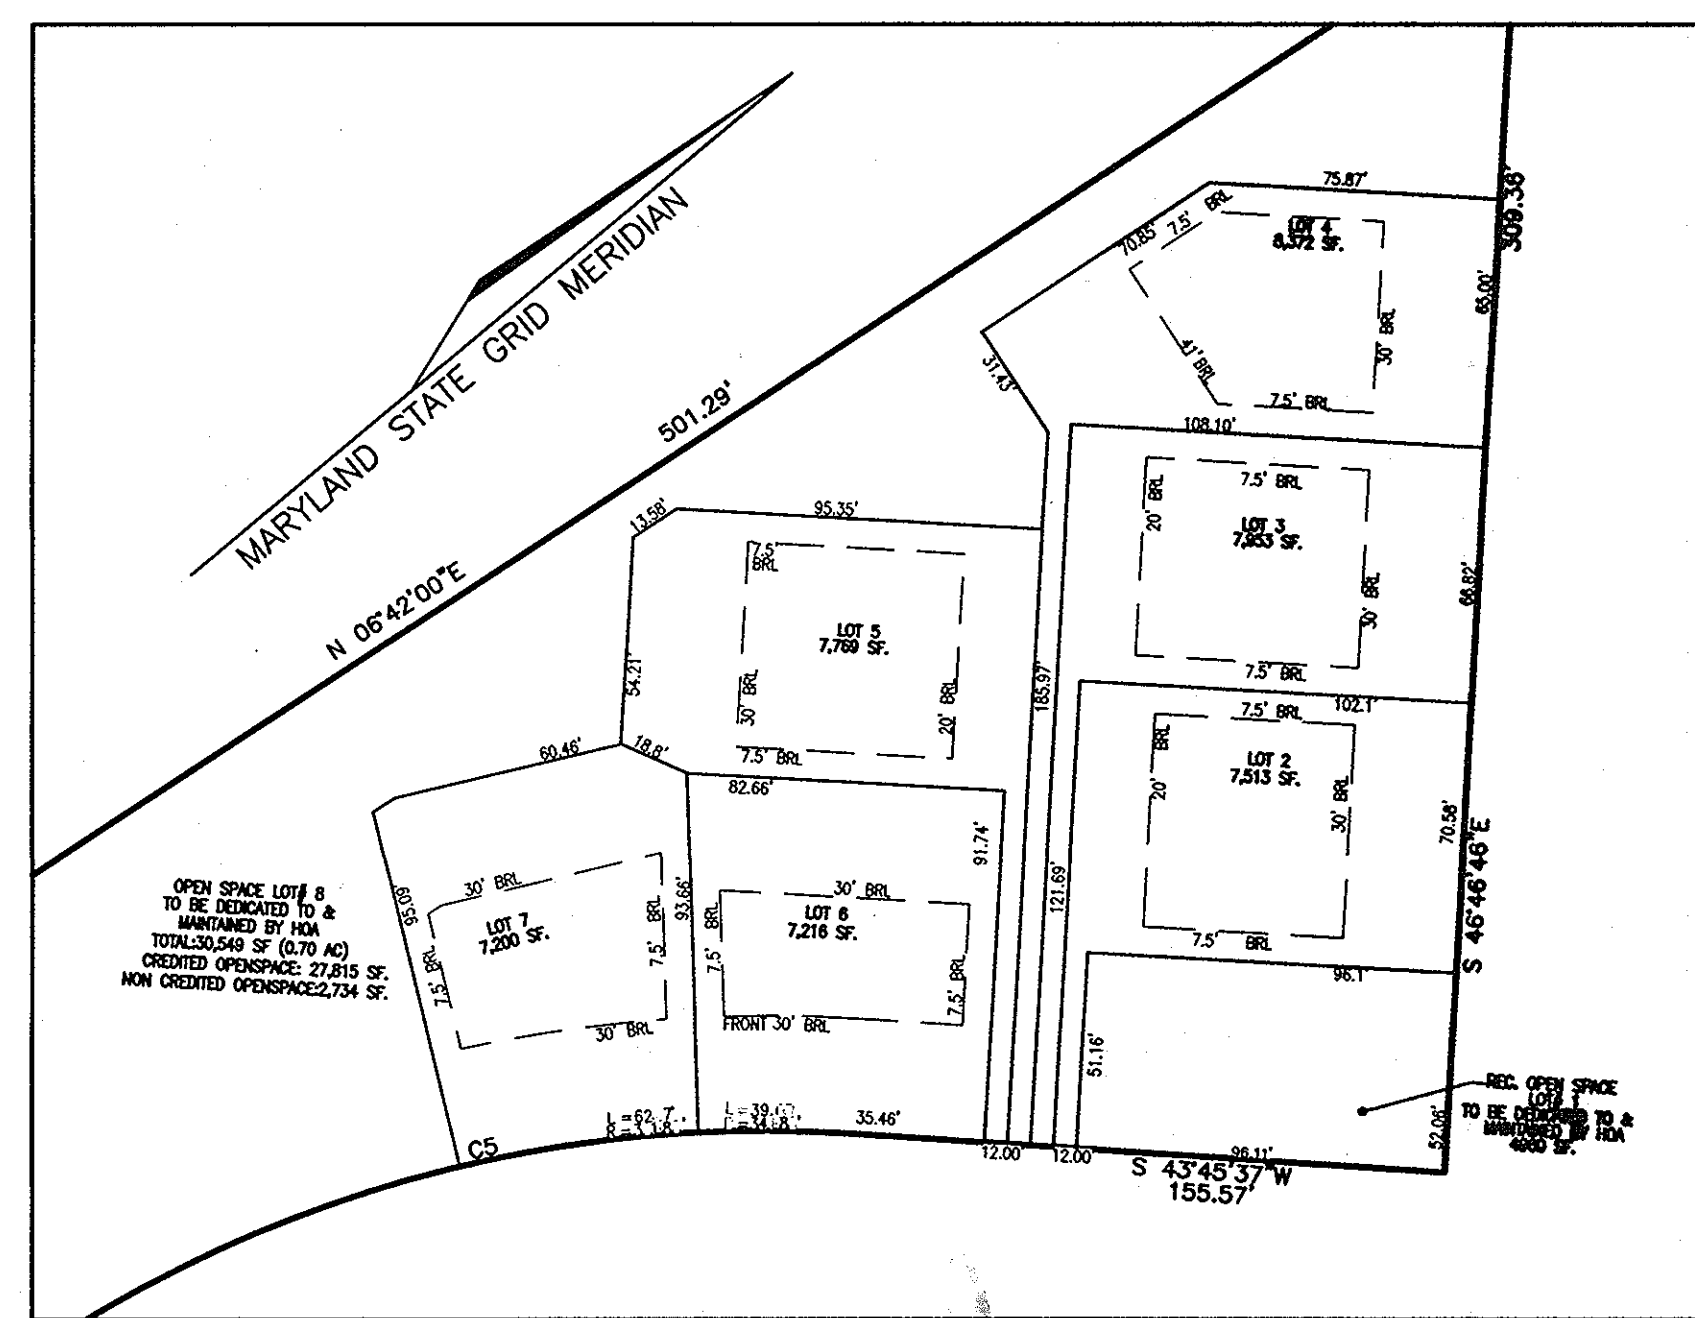 MARYLAND STATE GRID MERIDIAN
N 06°42'00"E
501.29'
75.87'
309.38'
70.85'
7.5' BRL
LOT 4
8,372 SF.
65.00'
30' BRL
41' BRL
31.43'
7.5' BRL
108.10'
7.5' BRL
20' BRL
LOT 3
7,953 SF.
66.82'
30' BRL
7.5' BRL
102.1'
13.58'
95.35'
7.5'
BRL
LOT 5
7,769 SF.
54.21'
30' BRL
20' BRL
7.5' BRL
185.97'
7.5' BRL
20' BRL
LOT 2
7,513 SF.
30' BRL
70.58'
S 46°46'46"E
7.5' BRL
96.1'
121.69'
60.46'
18.8'
82.66'
91.74'
30' BRL
95.09'
LOT 7
7,200 SF.
93.66'
7.5' BRL
7.5' BRL
30' BRL
30' BRL
7.5' BRL
LOT 6
7,216 SF.
7.5' BRL
FRONT 30' BRL
OPEN SPACE LOT# 8
TO BE DEDICATED TO &
MAINTAINED BY HOA
TOTAL:30,549 SF (0.70 AC)
CREDITED OPENSPACE: 27,815 SF.
NON CREDITED OPENSPACE:2,734 SF.
51.16'
REC. OPEN SPACE
TO BE DEDICATED TO &
MAINTAINED BY HOA
52.06'
C5
35.46'
12.00'
12.00'
96.11'
S 43°45'37"W
155.57'